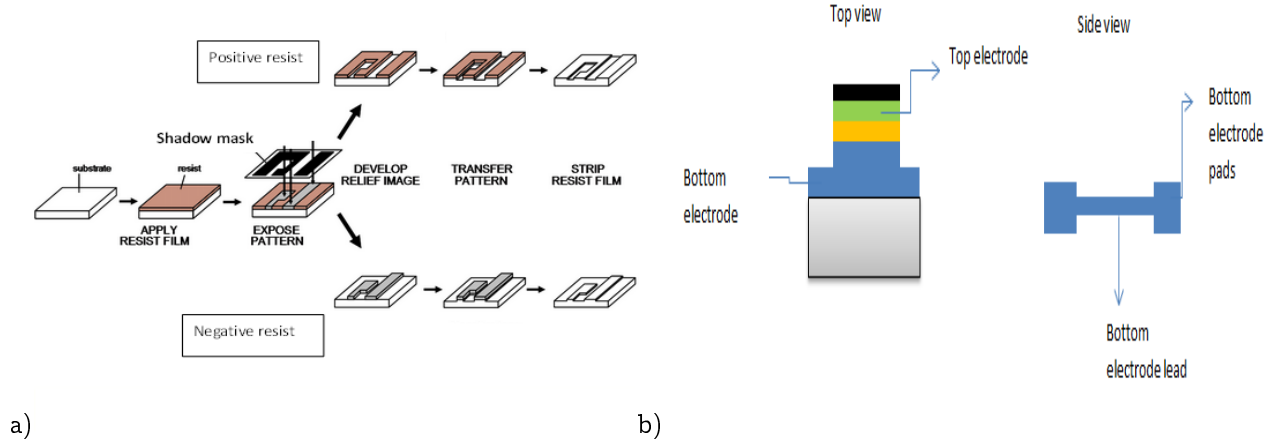 Positive resist
Shadow mask
substrate
resist
APPLY
RESIST FILM
EXPOSE
PATTERN
DEVELOP
RELIEF IMAGE
TRANSFER
PATTERN
STRIP
RESIST FILM
Negative resist
a)
Top view
Side view
Top electrode
Bottom
electrode
pads
Bottom
electrode
Bottom
electrode lead
b)